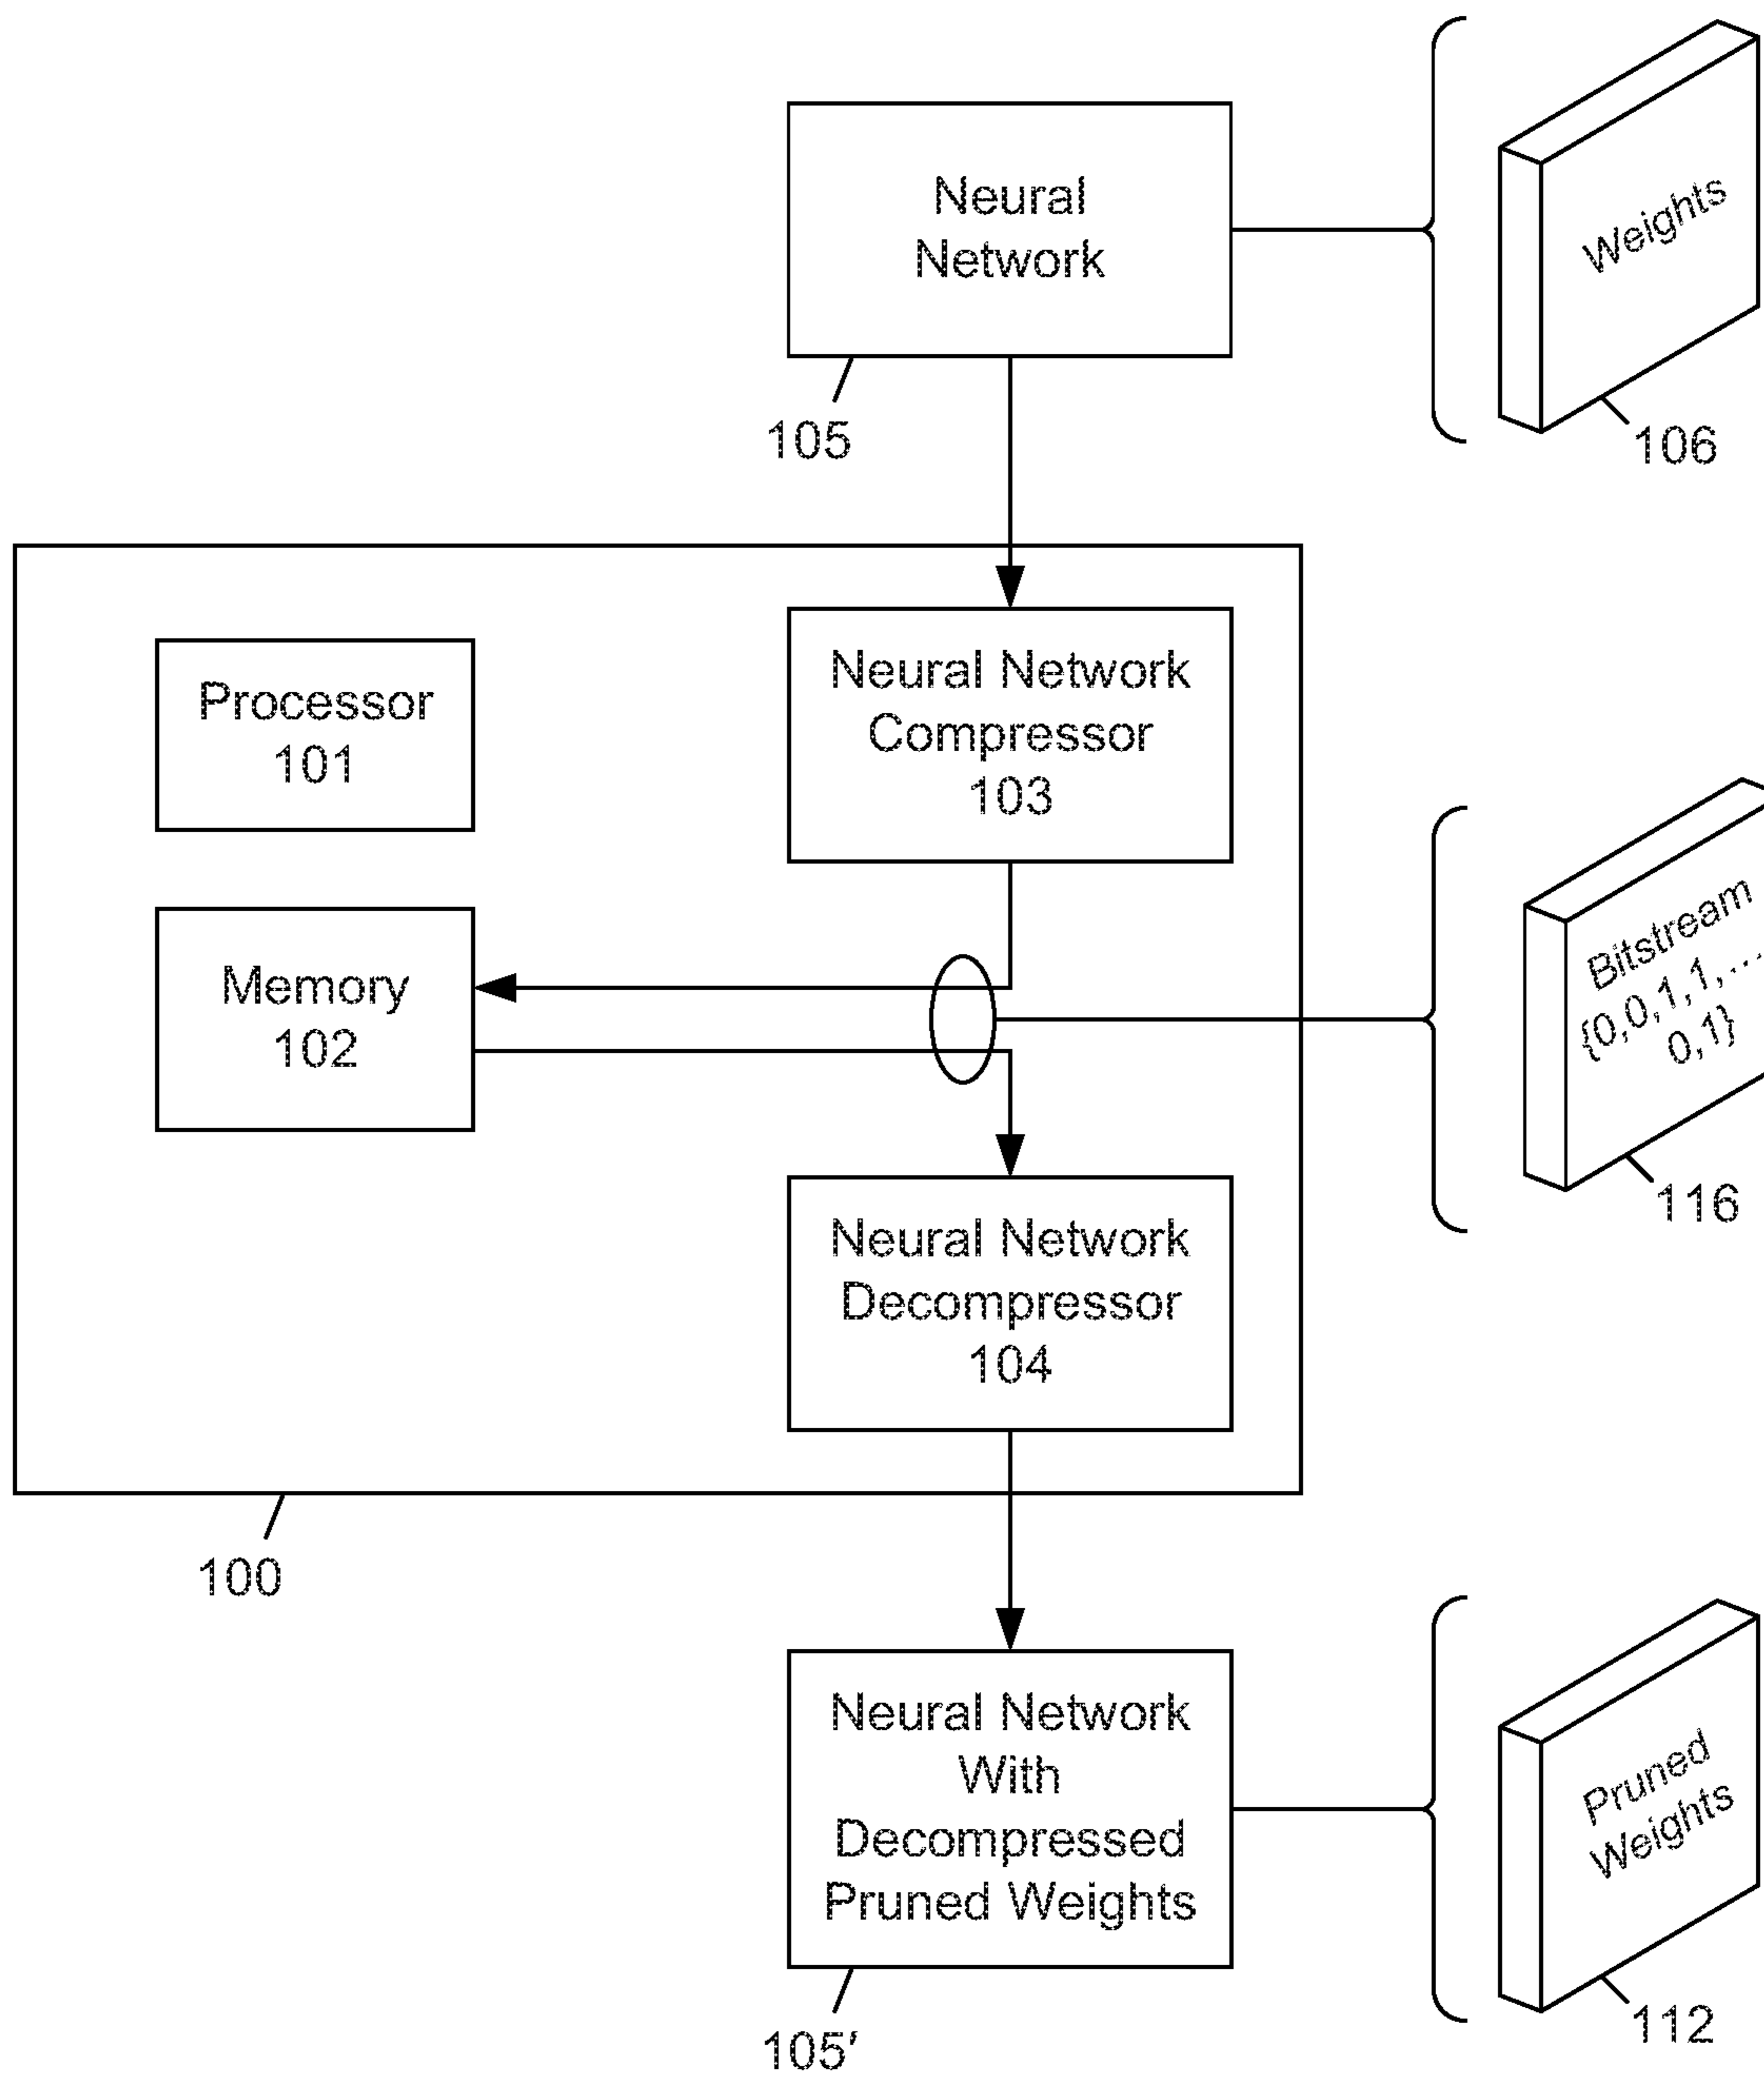 Neural
Network
105
Weights
106
Processor
101
Neural Network
Compressor
103
Memory
102
Bitstream
{0,0,1,1,...
0,1}
116
Neural Network
Decompressor
104
100
Neural Network
With
Decompressed
Pruned Weights
105′
Pruned
Weights
112